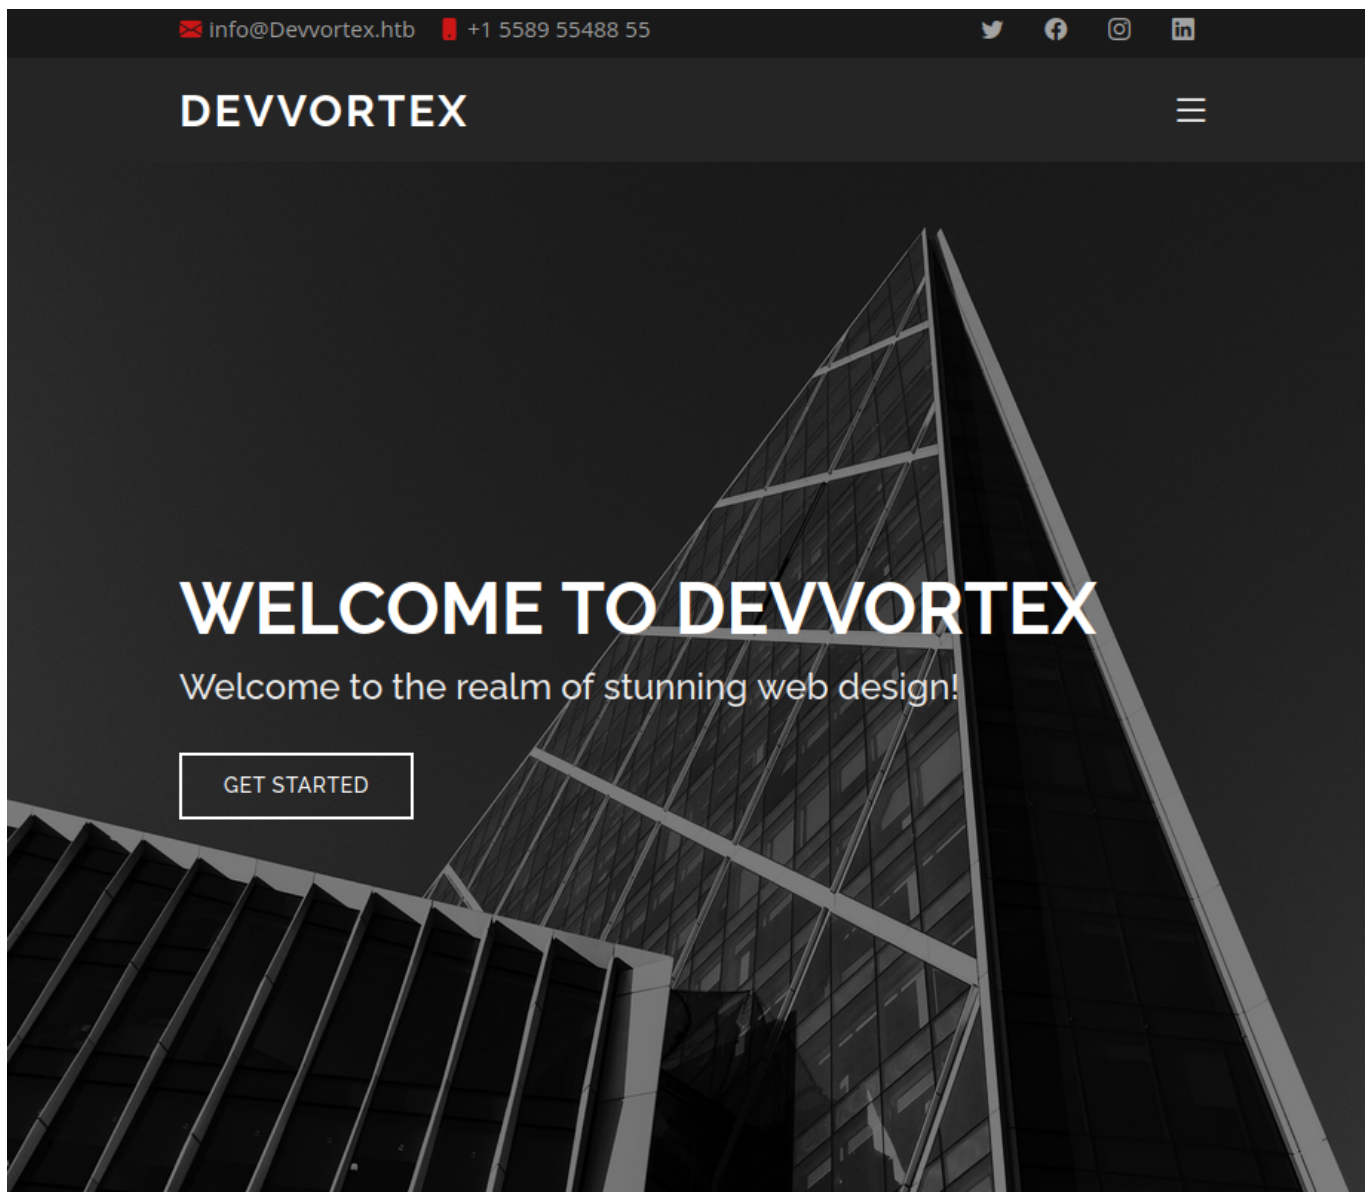 info@Devvortex.htb +1 5589 55488 55
DEVVORTEX
WELCOME TO DEVVORTEX
Welcome to the realm of stunning web design!
GET STARTED